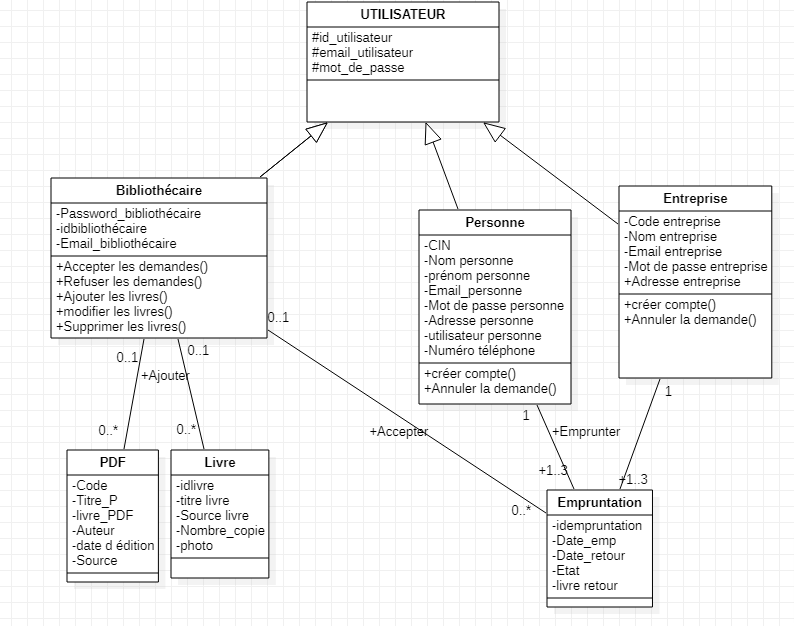 UTILISATEUR
#id_utilisateur
#email_utilisateur
#mot_de_passe
Bibliothécaire
-Password_bibliothécaire
-idbibliothécaire
-Email_bibliothécaire
+Accepter les demandes()
+Refuser les demandes()
+Ajouter les livres()
+modifier les livres()
+Supprimer les livres()
Personne
-CIN
-Nom personne
-prénom personne
-Email_personne
-Mot de passe personne
-Adresse personne
-utilisateur personne
-Numéro téléphone
+créer compte()
+Annuler la demande()
Entreprise
-Code entreprise
-Nom entreprise
-Email entreprise
-Mot de passe entreprise
+Adresse entreprise
+créer compte()
+Annuler la demande()
0..1
0..1
0..1
+Ajouter
0..*
0..*
+Accepter
0..*
1
+Emprunter
+1..3
1
+1..3
PDF
-Code
-Titre_P
-livre_PDF
-Auteur
-date d édition
-Source
Livre
-idlivre
-titre livre
-Source livre
-Nombre_copie
-photo
Empruntation
-idempruntation
-Date_emp
-Date_retour
-Etat
-livre retour